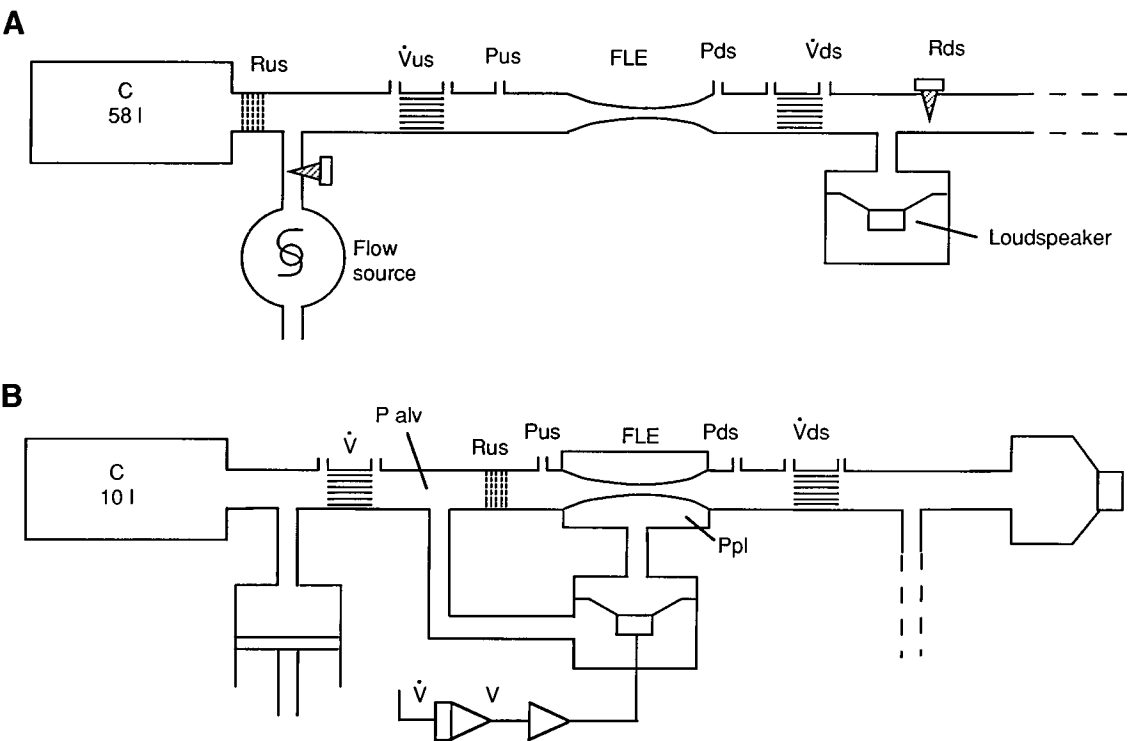 A
Rus
V̇us
Pus
FLE
Pds
V̇ds
Rds
C
58 l
Flow
source
Loudspeaker
B
P alv
V̇
Rus
Pus
FLE
Pds
V̇ds
C
10 l
Ppl
V̇
V